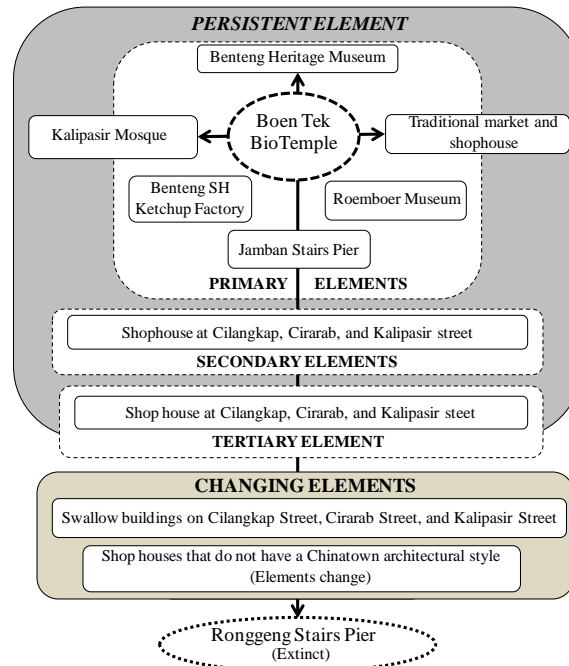 PERSISTENT ELEMENT
Benteng Heritage Museum
Boen Tek
BioTemple
Kalipasir Mosque
Traditional market and
shophouse
Benteng SH
Ketchup Factory
Roemboer Museum
Jamban Stairs Pier
PRIMARY ELEMENTS
Shophouse at Cilangkap, Cirarab, and Kalipasir street
SECONDARY ELEMENTS
Shop house at Cilangkap, Cirarab, and Kalipasir steet
TERTIARY ELEMENT
CHANGING ELEMENTS
Swallow buildings on Cilangkap Street, Cirarab Street, and Kalipasir Street
Shop houses that do not have a Chinatown architectural style
(Elements change)
Ronggeng Stairs Pier
(Extinct)